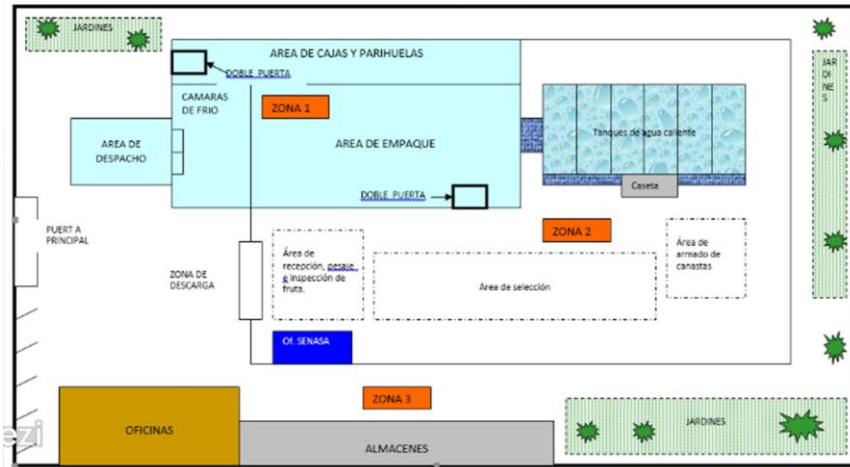 JARDINES
AREA DE CAJAS Y PARIHUELAS
DOBLE PUERTA
CAMARAS
DE FRIO
ZONA 1
AREA DE
DESPACHO
AREA DE EMPAQUE
Tanques de agua caliente
JAR
DI
NE
S
DOBLE PUERTA
Caseta
PUERT A
PRINCIPAL
ZONA DE
DESCARGA
Área de
recepción, pesaje
e inspección de
fruta.
ZONA 2
Área de selección
Área de
armado de
canastas
Of. SENASA
ZONA 3
OFICINAS
ALMACENES
JARDINES
ezi